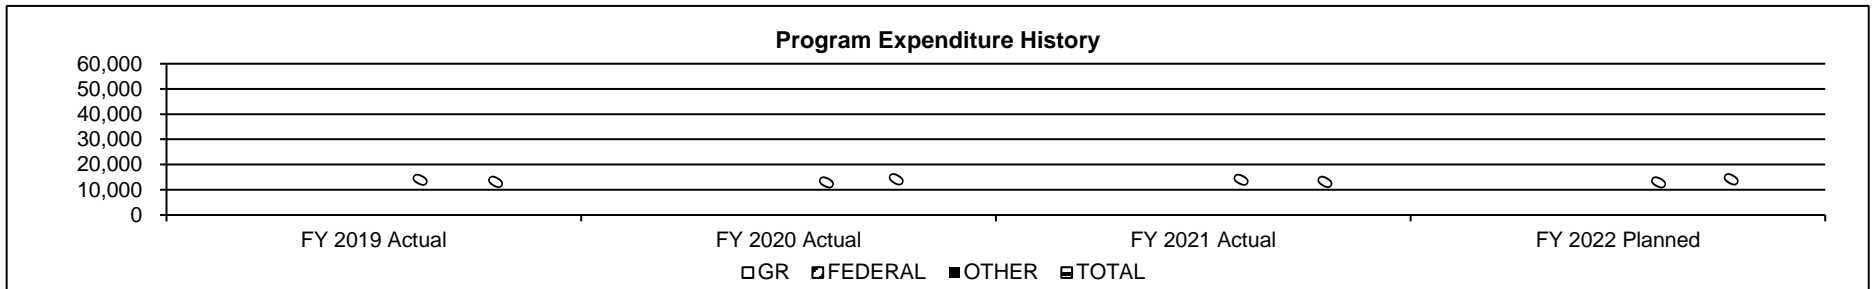 Program Expenditure History
60,000
50,000
40,000
30,000
20,000
10,000
0
0 0 0 0 0 0 0 0
FY 2019 Actual FY 2020 Actual FY 2021 Actual FY 2022 Planned
GR FEDERAL OTHER TOTAL